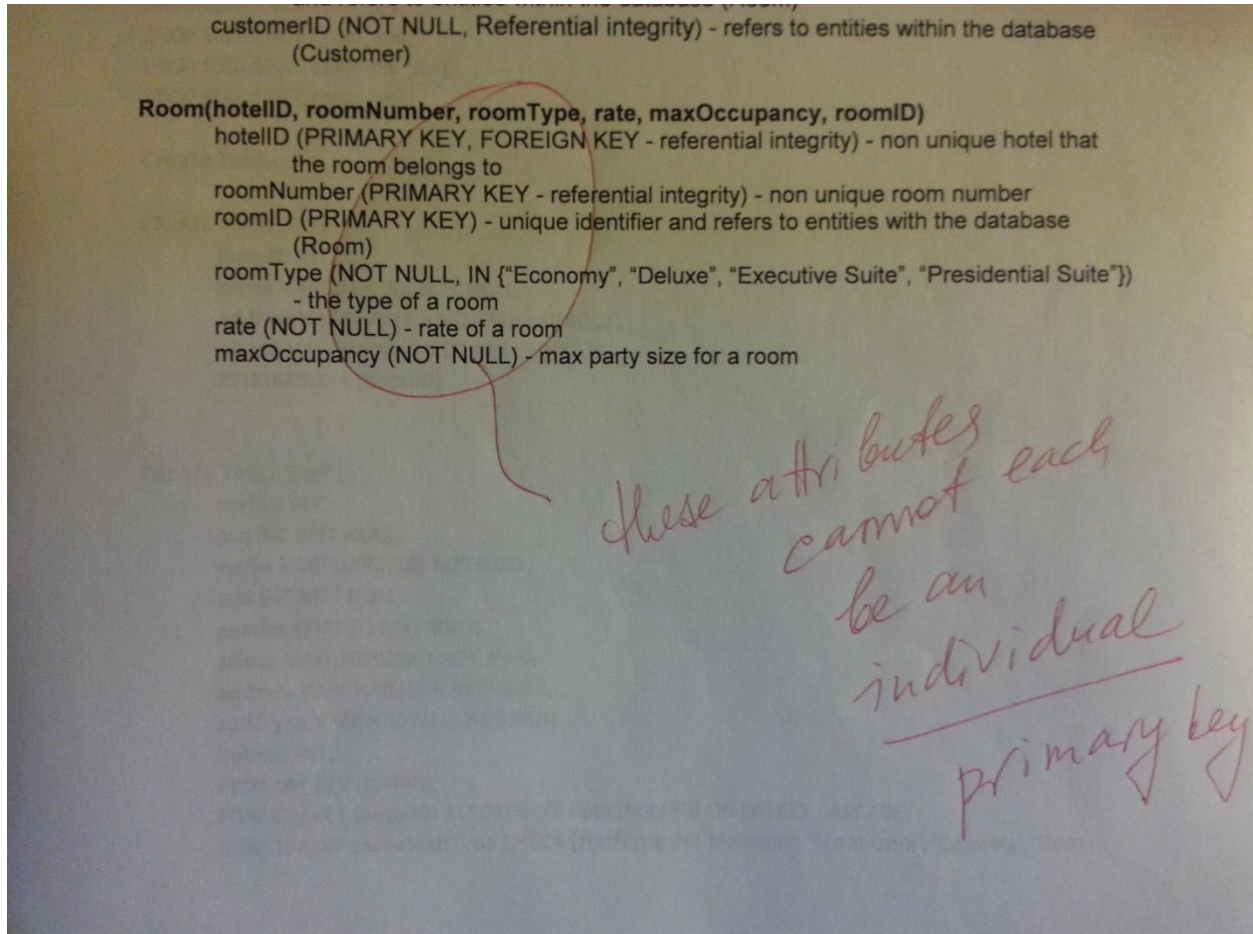 customerID (NOT NULL, Referential integrity) - refers to entities within the database
(Customer)
Room(hotelID, roomNumber, roomType, rate, maxOccupancy, roomID)
hotelID (PRIMARY KEY, FOREIGN KEY - referential integrity) - non unique hotel that
the room belongs to
roomNumber (PRIMARY KEY - referential integrity) - non unique room number
roomID (PRIMARY KEY) - unique identifier and refers to entities with the database
(Room)
roomType (NOT NULL, IN {“Economy”, “Deluxe”, “Executive Suite”, “Presidential Suite”})
- the type of a room
rate (NOT NULL) - rate of a room
maxOccupancy (NOT NULL) - max party size for a room
these attributes
cannot each
be an
individual
primary key